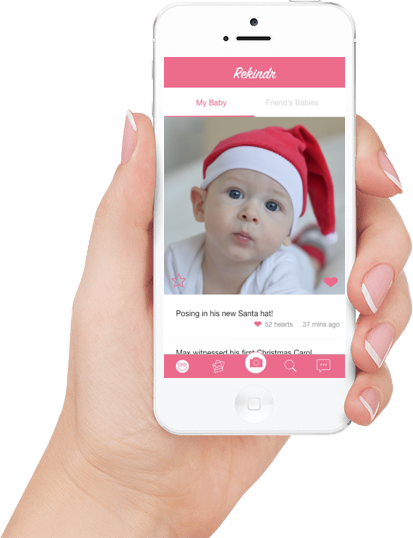 Rekindr
My Baby Friend's Babies
Posing in his new Santa hat!
52 hearts 37 mins ago
Max witnessed his first Christmas Carol